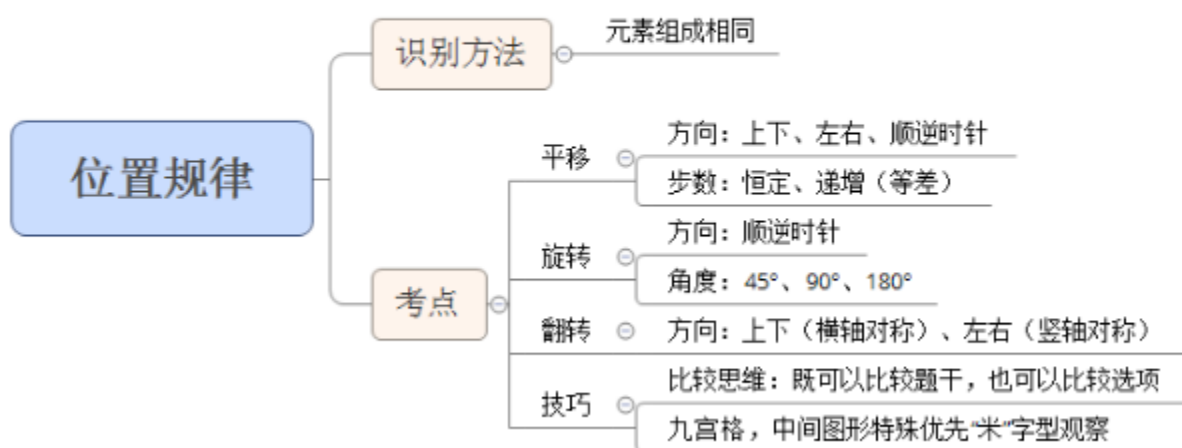 位置规律
识别方法
元素组成相同
考点
平移
方向：上下、左右、顺逆时针
步数：恒定、递增（等差）
旋转
方向：顺逆时针
角度：45°、90°、180°
翻转
方向：上下（横轴对称）、左右（竖轴对称）
技巧
比较思维：既可以比较题干，也可以比较选项
九宫格，中间图形特殊优先“米”字型观察